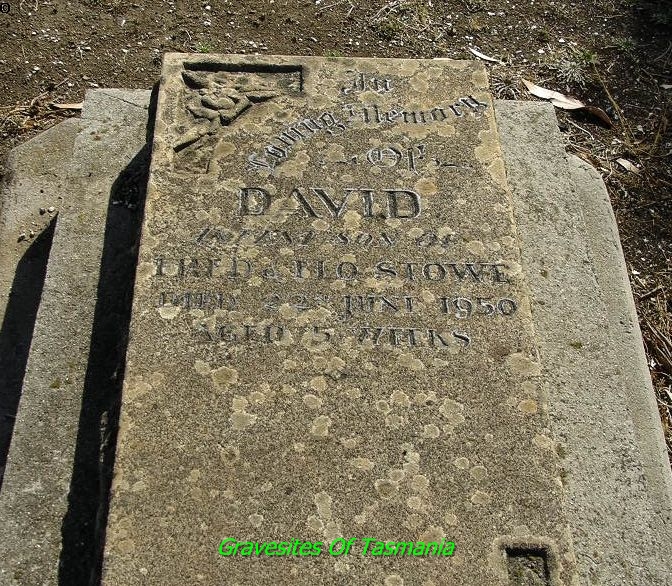 In
Loving Memory
Of
DAVID
INFANT SON OF
FRED & FLO STOWE
DIED 22ND JUNE 1950
AGED 5 WEEKS
Gravesites Of Tasmania